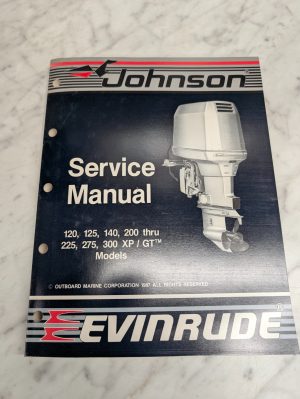 Johnson
Service
Manual
120, 125, 140, 200 thru
225, 275, 300 XP / GT™
Models
© OUTBOARD MARINE CORPORATION 1987 ALL RIGHTS RESERVED
EVINRUDE®